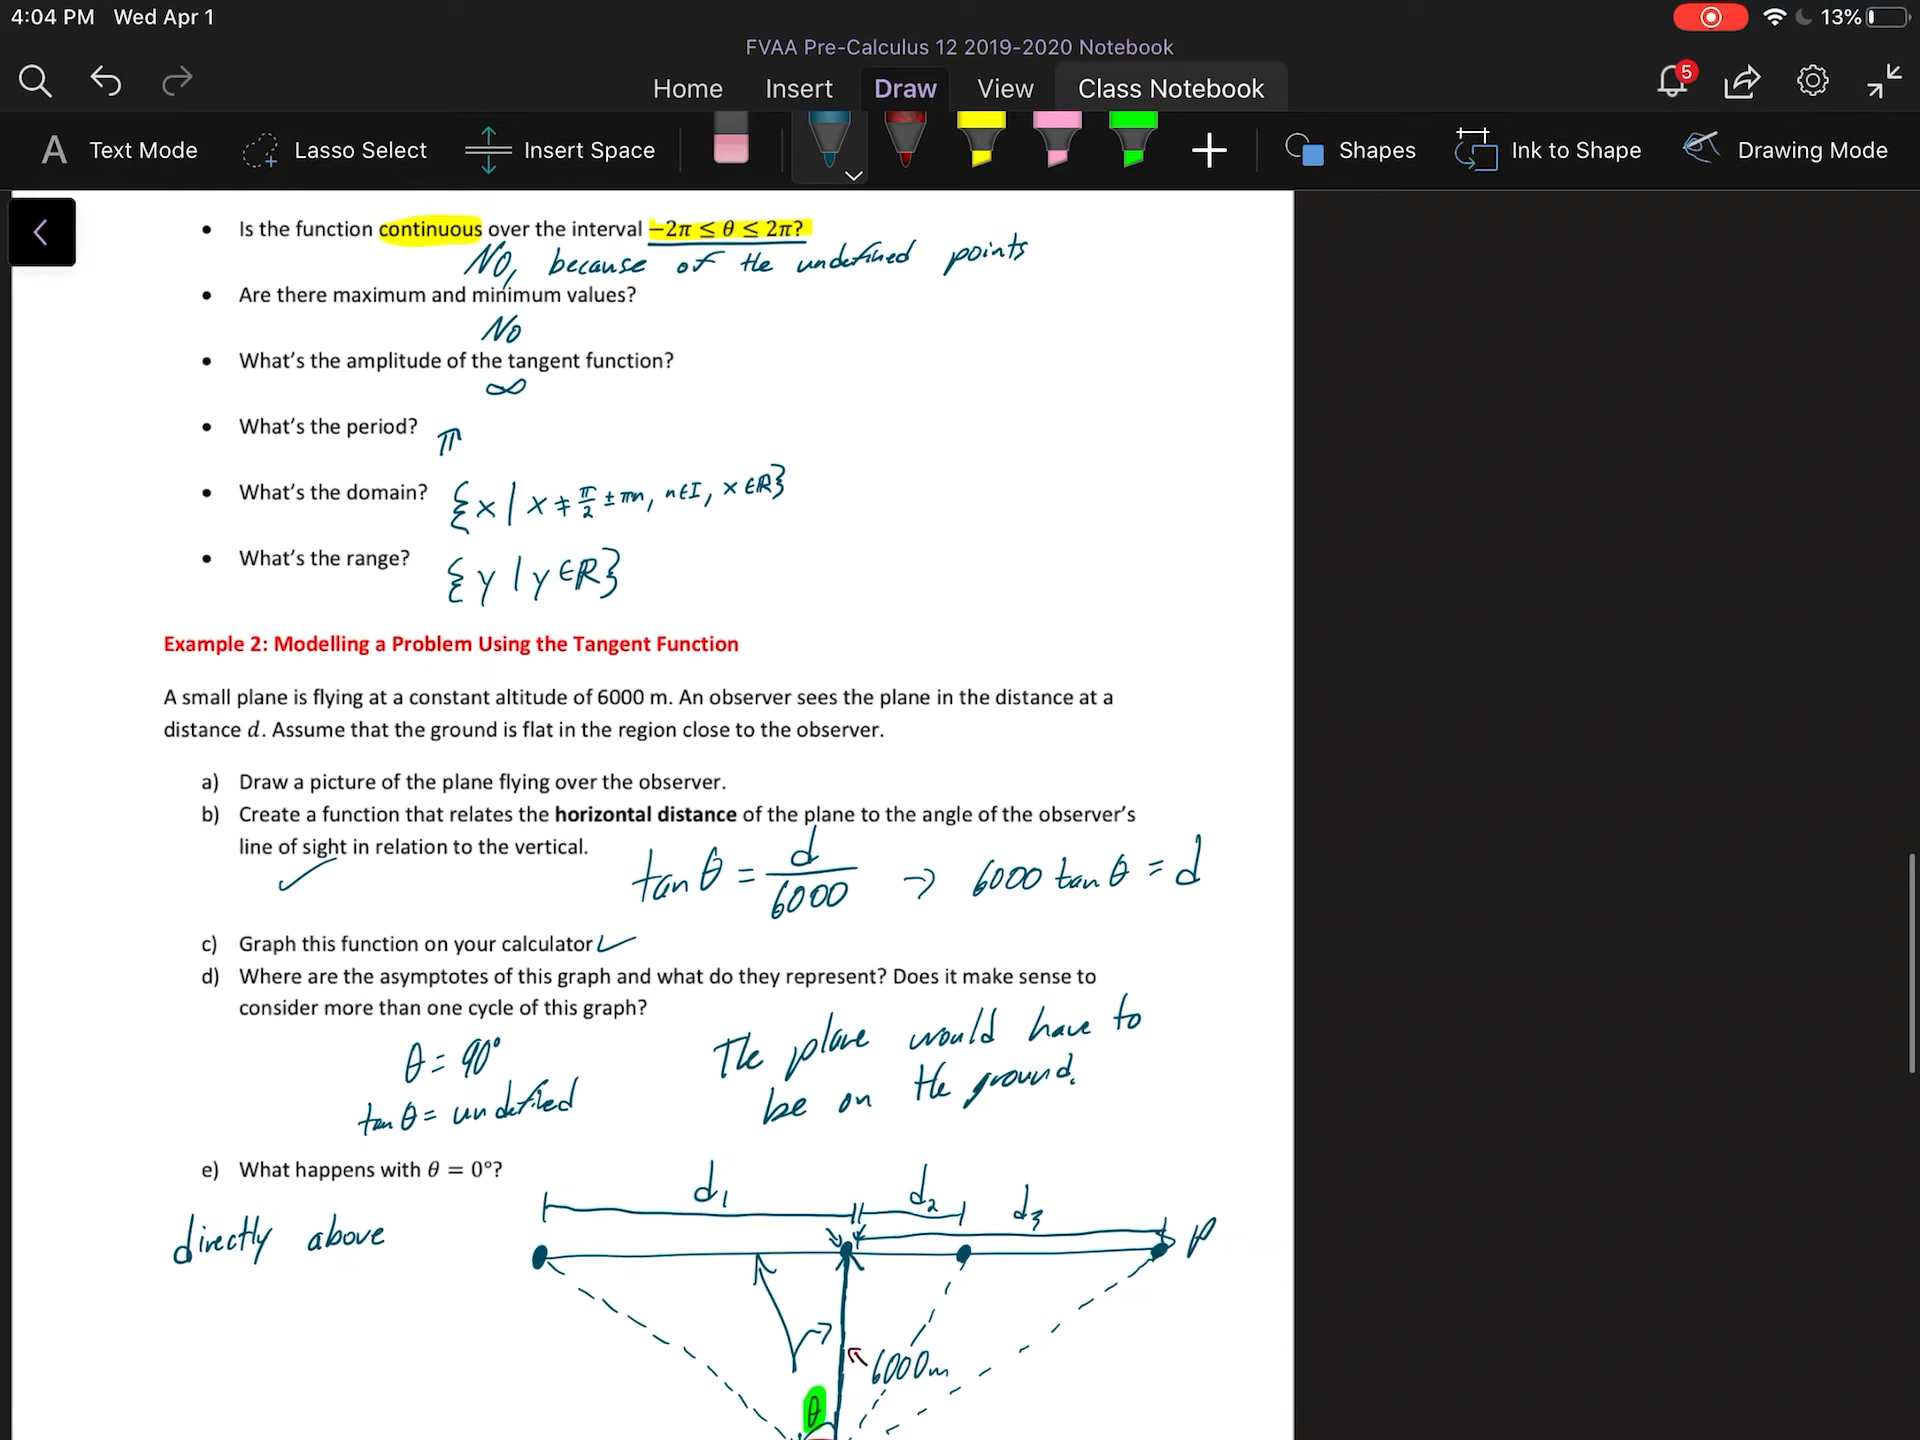 4:04 PM Wed Apr 1
13%
FVAA Pre-Calculus 12 2019-2020 Notebook
Home Insert Draw View Class Notebook
5
A Text Mode Lasso Select Insert Space Shapes Ink to Shape Drawing Mode
• Is the function continuous over the interval −2π ≤ θ ≤ 2π?
No, because of the undefined points
• Are there maximum and minimum values?
No
• What's the amplitude of the tangent function?
∞
• What's the period? π
• What's the domain? {x | x ≠ π/2 ± πn, n∈I, x∈ℝ}
• What's the range? {y | y∈ℝ}
Example 2: Modelling a Problem Using the Tangent Function
A small plane is flying at a constant altitude of 6000 m. An observer sees the plane in the distance at a
distance d. Assume that the ground is flat in the region close to the observer.
a) Draw a picture of the plane flying over the observer.
b) Create a function that relates the horizontal distance of the plane to the angle of the observer's
line of sight in relation to the vertical.
tan θ = d/6000 → 6000 tan θ = d
c) Graph this function on your calculator
d) Where are the asymptotes of this graph and what do they represent? Does it make sense to
consider more than one cycle of this graph?
θ = 90°
tan θ = undefined
The plane would have to
be on the ground.
e) What happens with θ = 0°?
directly above
d₁ d₂ d₃
P
6000m
θ